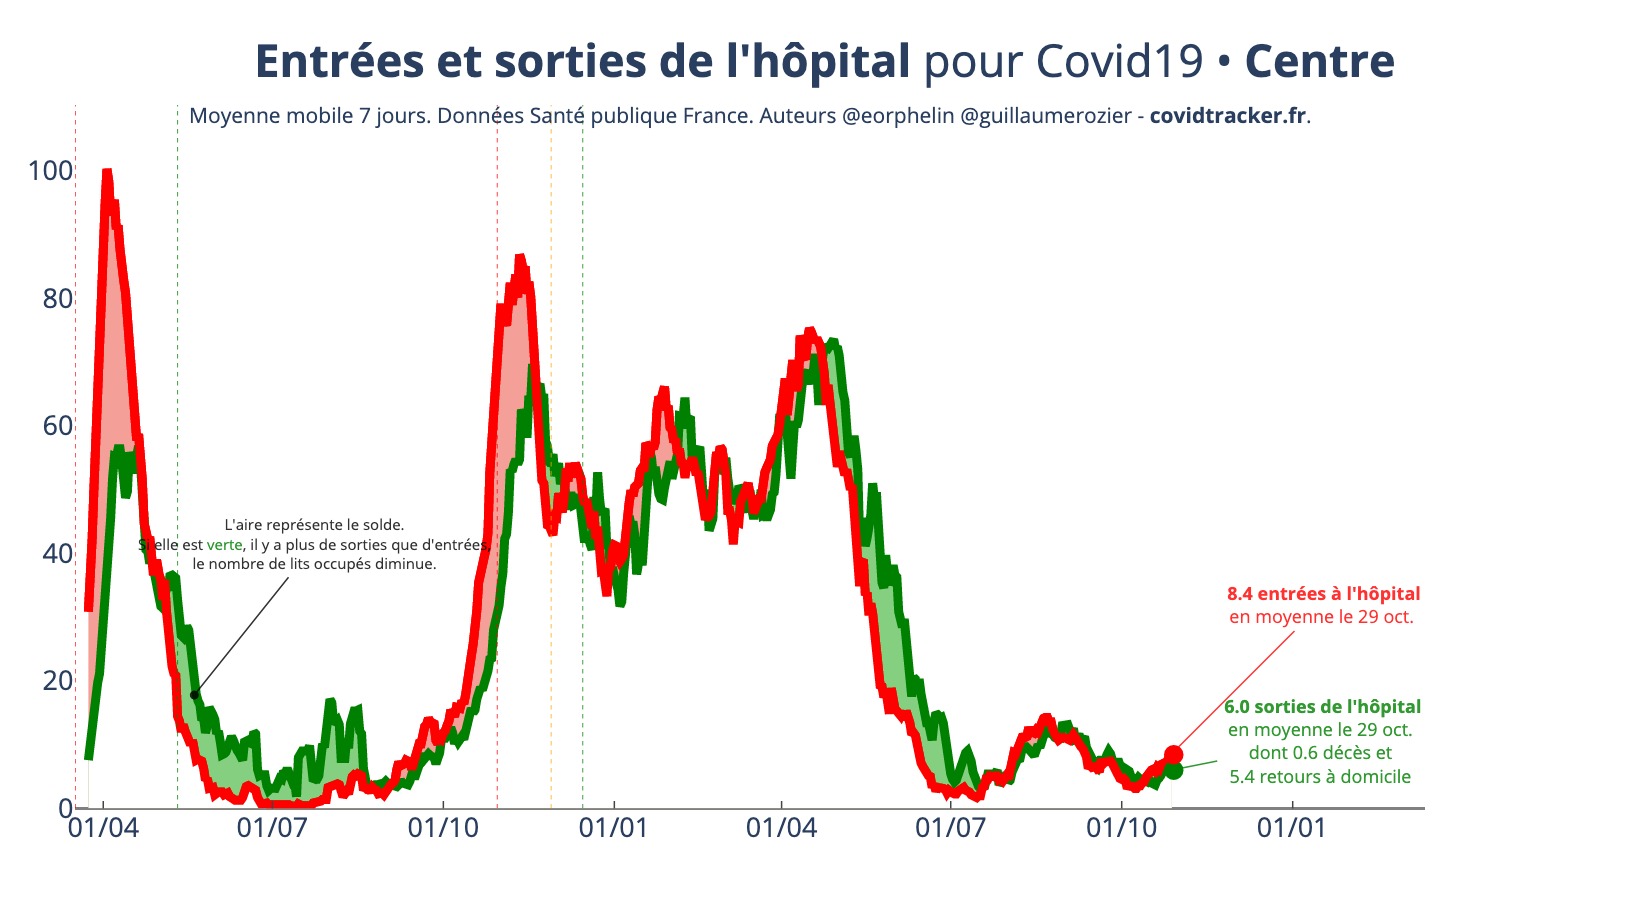 Entrées et sorties de l'hôpital pour Covid19 • Centre
Moyenne mobile 7 jours. Données Santé publique France. Auteurs @eorphelin @guillaumerozier - covidtracker.fr.
100
80
60
40
20
0
L'aire représente le solde.
Si elle est verte, il y a plus de sorties que d'entrées,
le nombre de lits occupés diminue.
8.4 entrées à l'hôpital
en moyenne le 29 oct.
6.0 sorties de l'hôpital
en moyenne le 29 oct.
dont 0.6 décès et
5.4 retours à domicile
01/04 01/07 01/10 01/01 01/04 01/07 01/10 01/01